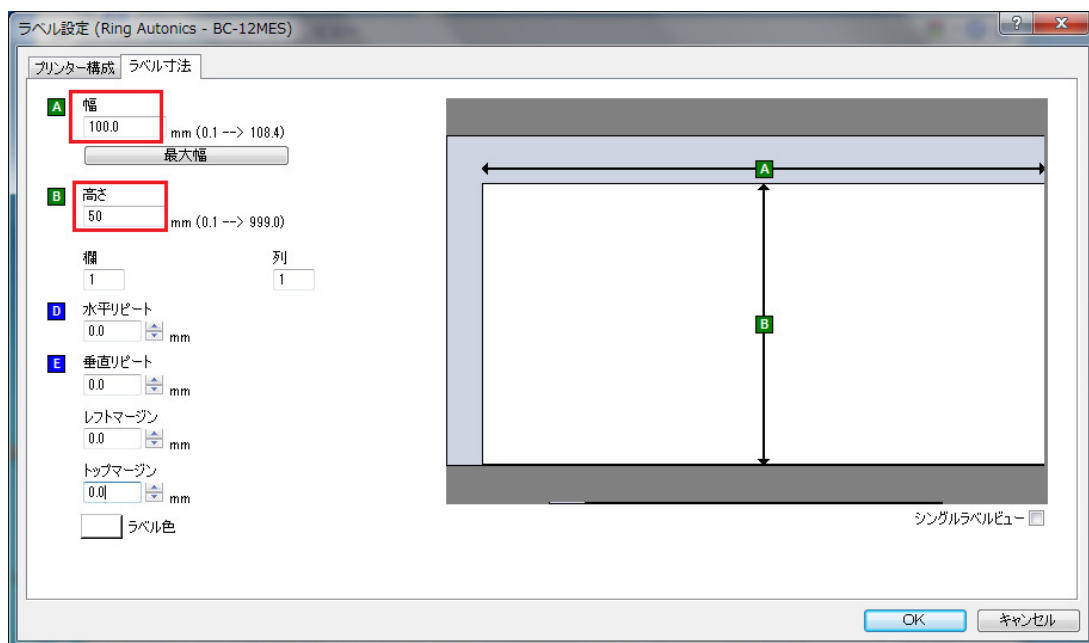 ラベル設定 (Ring Autonics - BC-12MES)
プリンター構成 ラベル寸法
A 幅
100.0 mm (0.1 --> 108.4)
最大幅
B 高さ
50 mm (0.1 --> 999.0)
欄 列
1 1
D 水平リピート
0.0 mm
E 垂直リピート
0.0 mm
レフトマージン
0.0 mm
トップマージン
0.0 mm
ラベル色
A
B
シングルラベルビュー
OK キャンセル